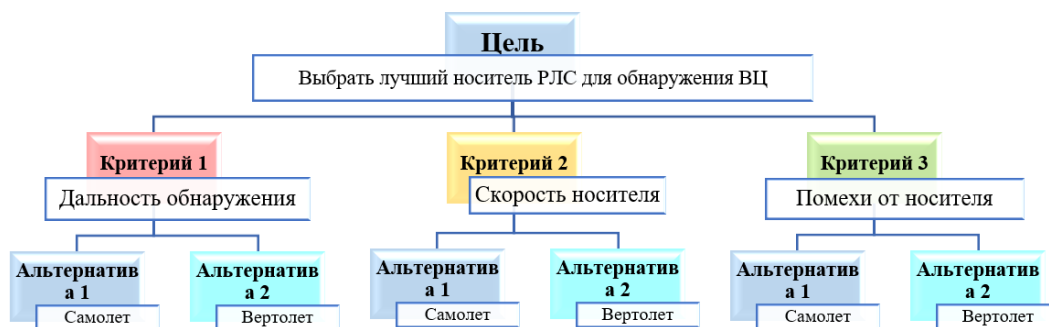 Цель
Выбрать лучший носитель РЛС для обнаружения ВЦ
Критерий 1
Дальность обнаружения
Критерий 2
Скорость носителя
Критерий 3
Помехи от носителя
Альтернатив
а 1
Самолет
Альтернатив
а 2
Вертолет
Альтернатив
а 1
Самолет
Альтернатив
а 2
Вертолет
Альтернатив
а 1
Самолет
Альтернатив
а 2
Вертолет